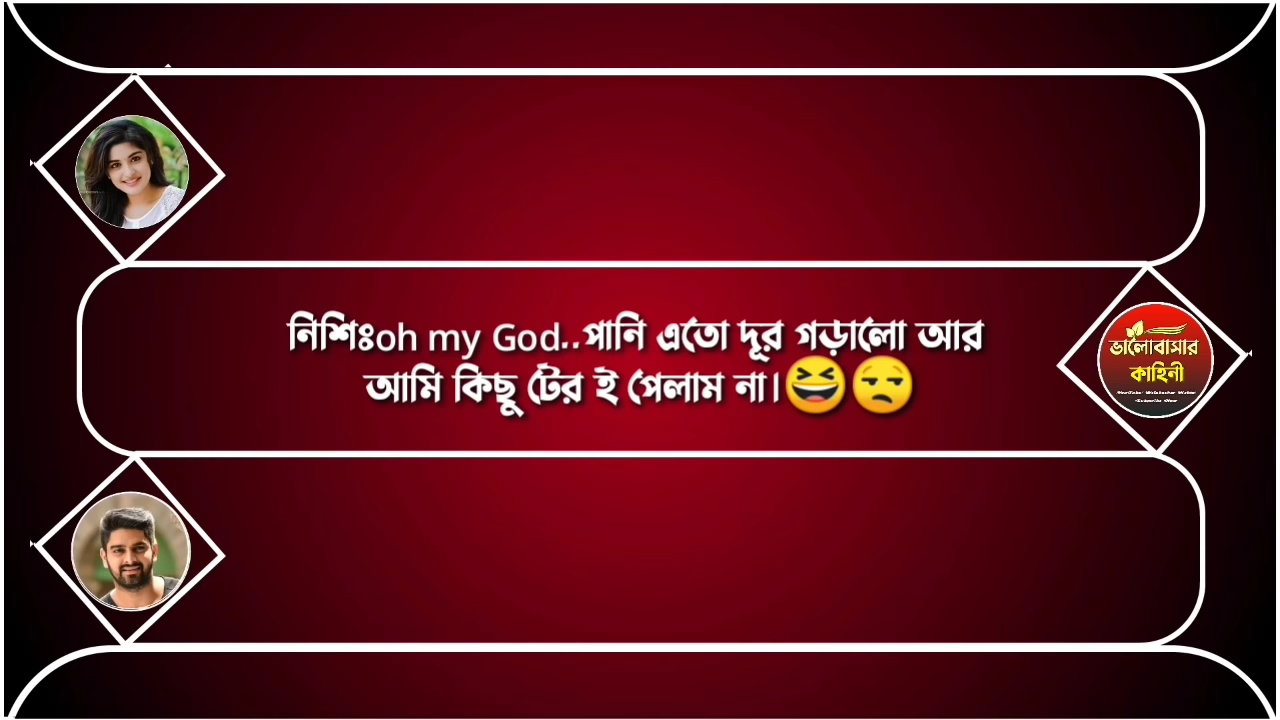 নিশিঃoh my God..পানি এতো দূর গড়ালো আর
আমি কিছু টের ই পেলাম না।😆😒
ভালোবাসার
কাহিনী